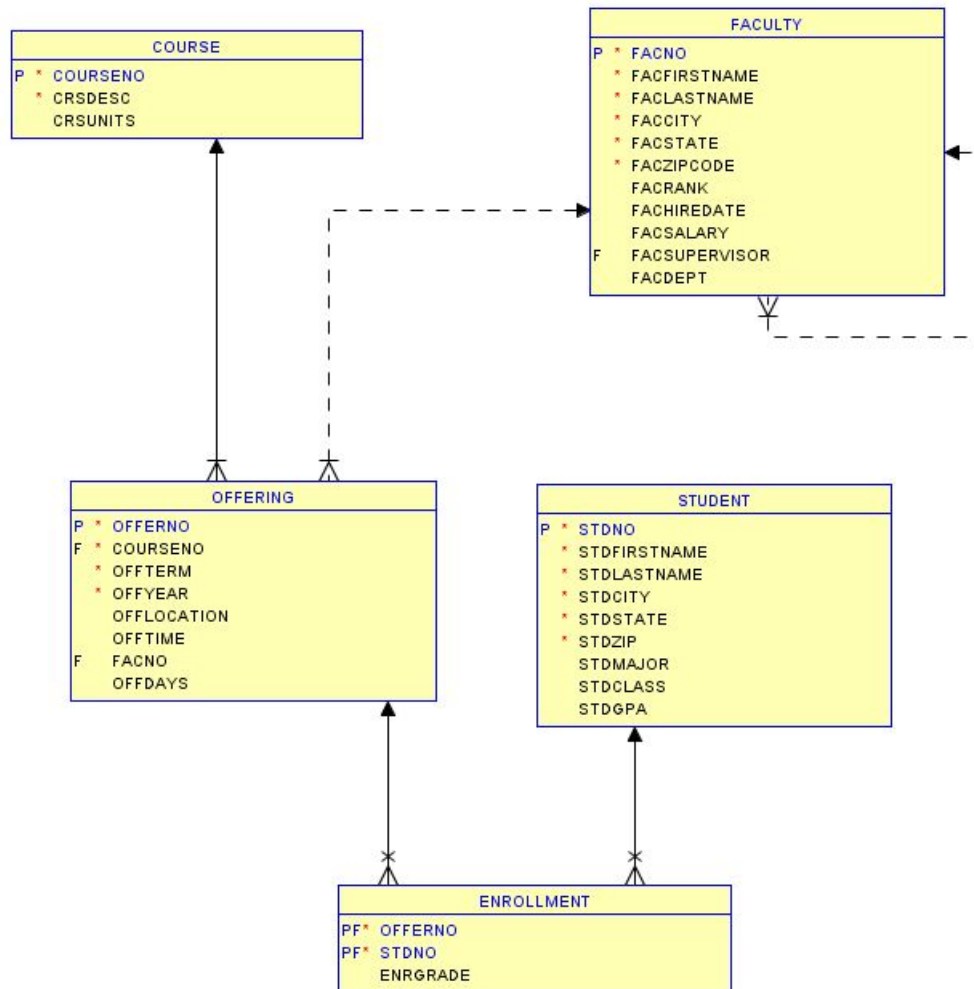 COURSE
P * COURSENO
* CRSDESC
CRSUNITS
FACULTY
P * FACNO
* FACFIRSTNAME
* FACLASTNAME
* FACCITY
* FACSTATE
* FACZIPCODE
FACRANK
FACHIREDATE
FACSALARY
F FACSUPERVISOR
FACDEPT
OFFERING
P * OFFERNO
F * COURSENO
* OFFTERM
* OFFYEAR
OFFLOCATION
OFFTIME
F FACNO
OFFDAYS
STUDENT
P * STDNO
* STDFIRSTNAME
* STDLASTNAME
* STDCITY
* STDSTATE
* STDZIP
STDMAJOR
STDCLASS
STDGPA
ENROLLMENT
PF* OFFERNO
PF* STDNO
ENRGRADE